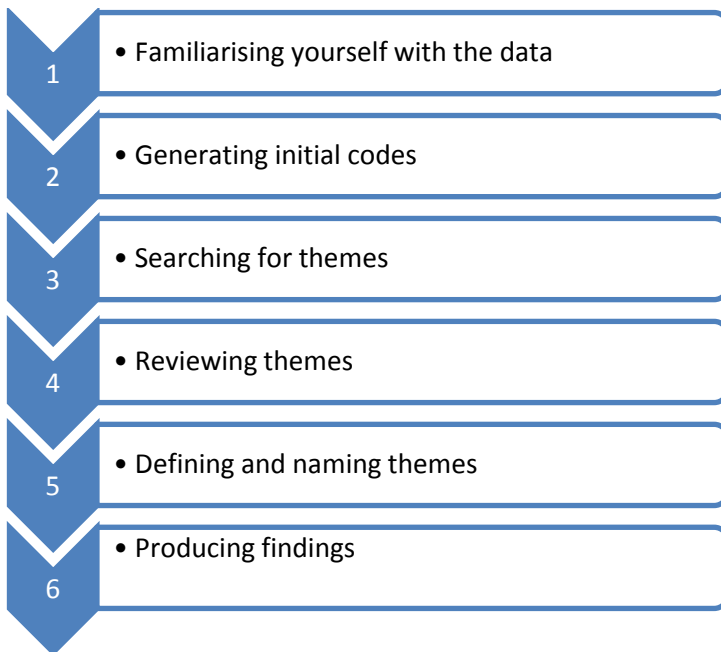 1
• Familiarising yourself with the data
2
• Generating initial codes
3
• Searching for themes
4
• Reviewing themes
5
• Defining and naming themes
6
• Producing findings